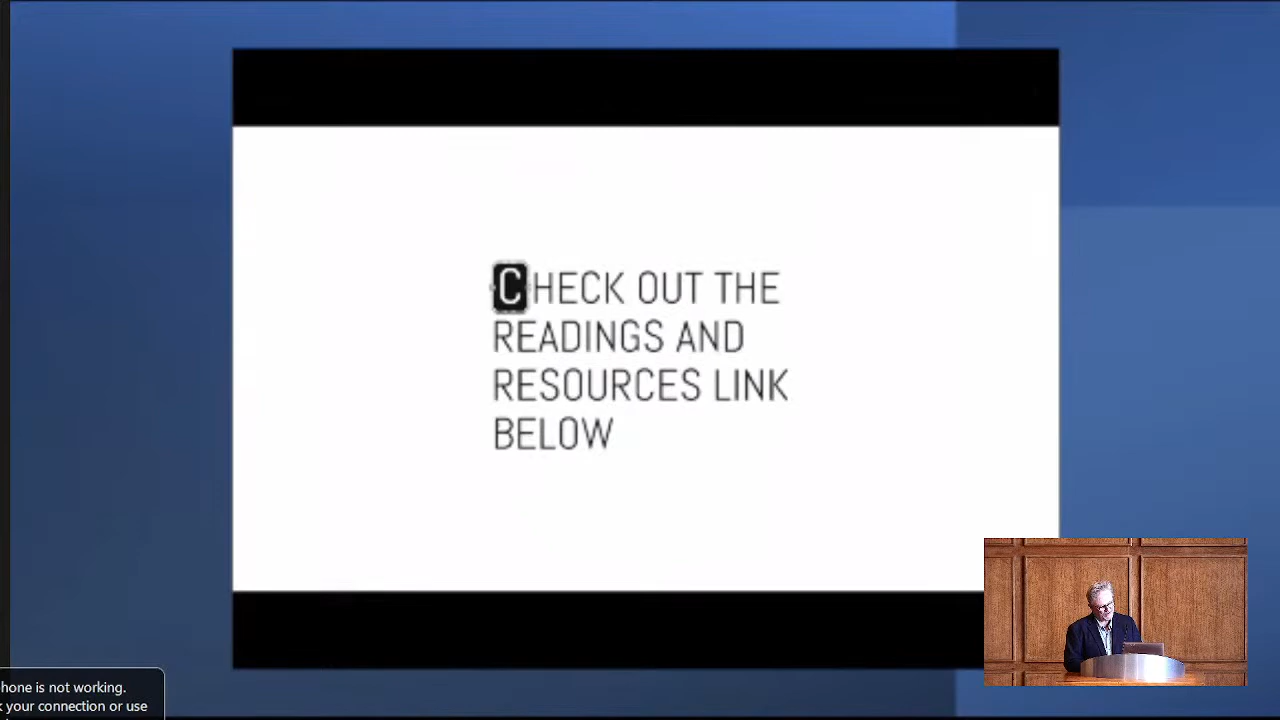 CHECK OUT THE
READINGS AND
RESOURCES LINK
BELOW
hone is not working.
your connection or use